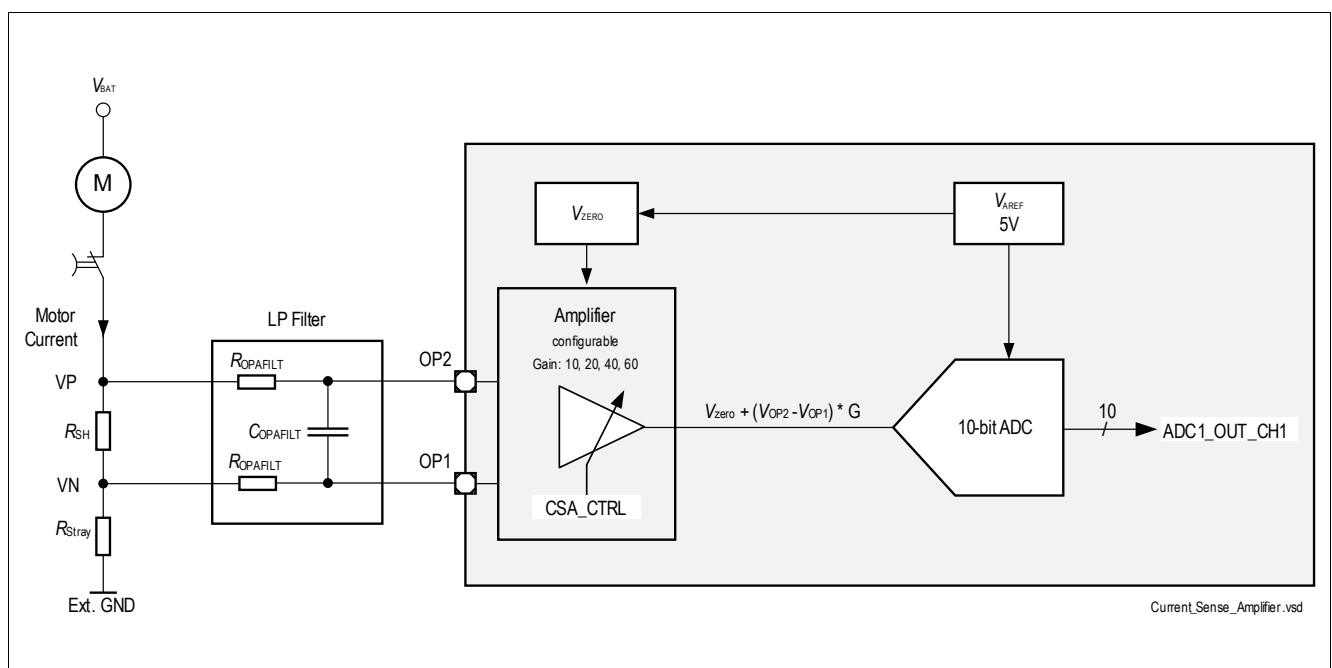 VBAT
M
Motor
Current
VP
RSH
VN
RStray
Ext. GND
LP Filter
ROPAFILT
COPAFILT
ROPAFILT
OP2
OP1
VZERO
VAREF
5V
Amplifier
configurable
Gain: 10, 20, 40, 60
CSA_CTRL
Vzero + (VOP2 -VOP1) * G
10-bit ADC
10
ADC1_OUT_CH1
Current_Sense_Amplifier.vsd